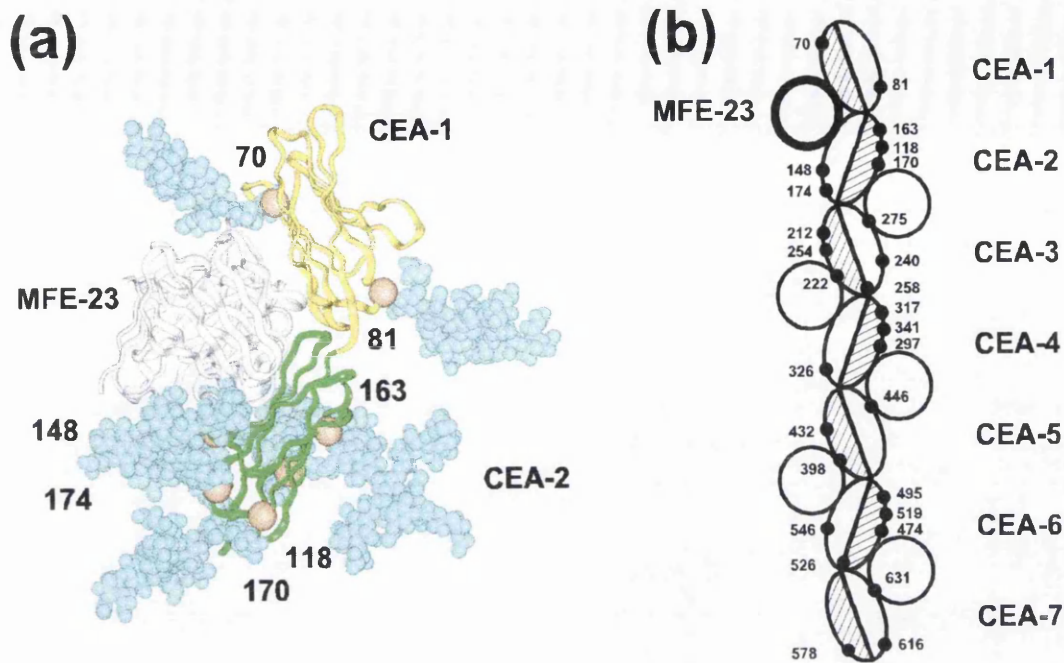 (a)
70
CEA-1
MFE-23
81
163
148
174
CEA-2
118
170
(b)
70
CEA-1
81
MFE-23
163
118
CEA-2
148
170
174
275
212
254
240
CEA-3
222
258
317
341
297
CEA-4
326
446
432
CEA-5
398
495
519
546
474
CEA-6
526
631
CEA-7
578
616